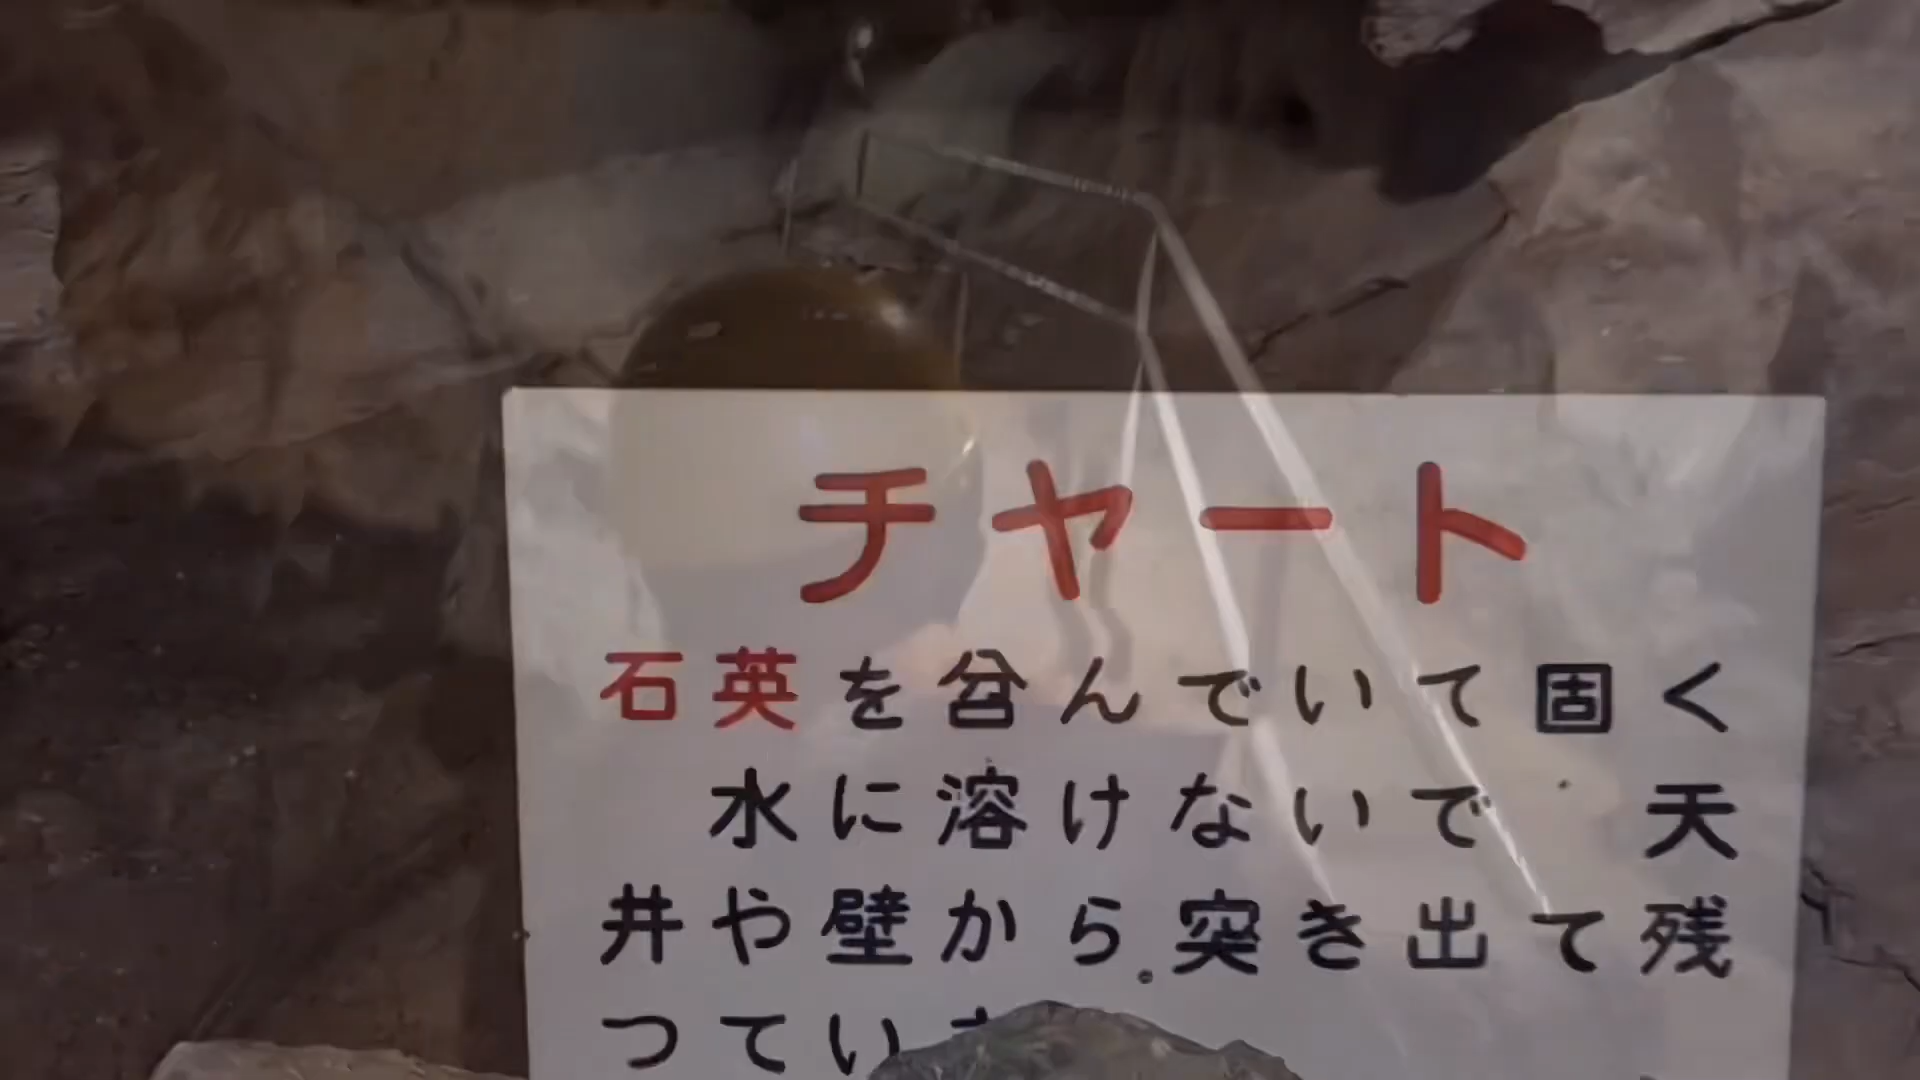 チャート
石英を含んでいて固く
水に溶けないで 天
井や壁から突き出て残
つてい